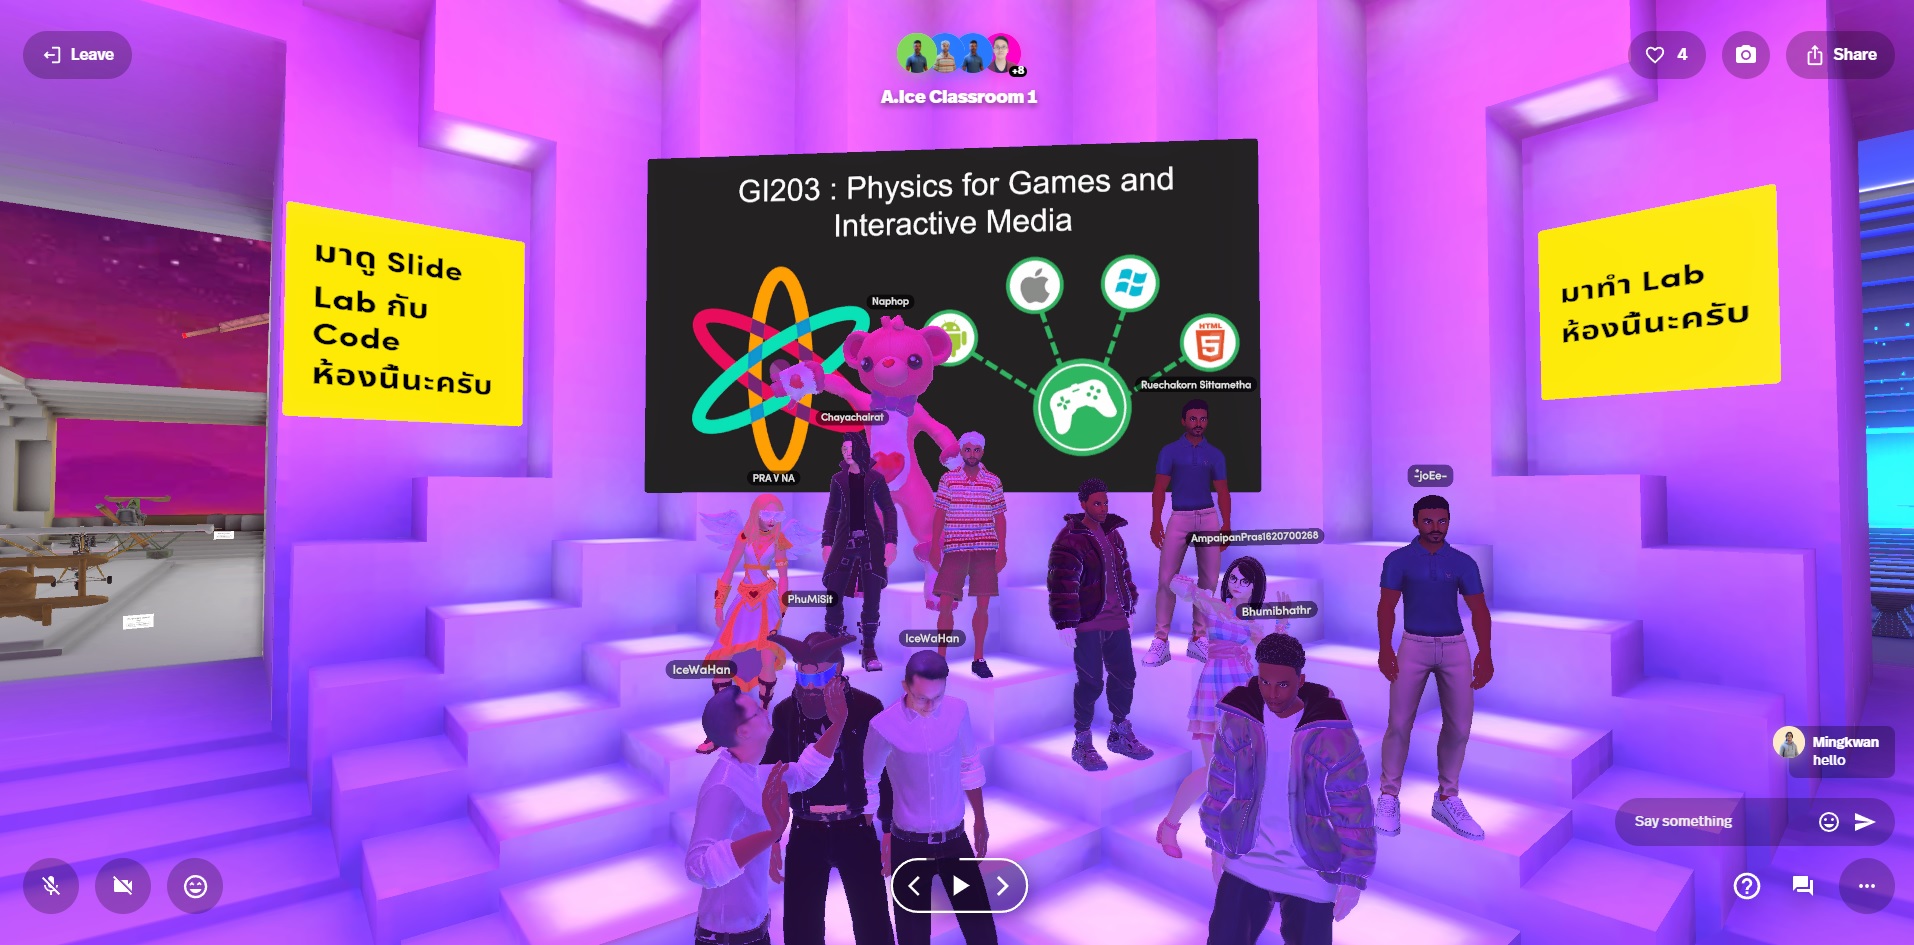 Leave
+8
A.Ice Classroom 1
4
Share
มาดู Slide
Lab กับ
Code
ห้องนี้นะครับ
GI203 : Physics for Games and
Interactive Media
HTML
5
มาทำ Lab
ห้องนี้นะครับ
Naphop
Ruechakorn Sittametha
Chayachairat
PRA V NA
-joEe-
AmpaipanPras1620700268
PhuMiSit
Bhumibhathr
IceWaHan
IceWaHan
Mingkwan
hello
Say something